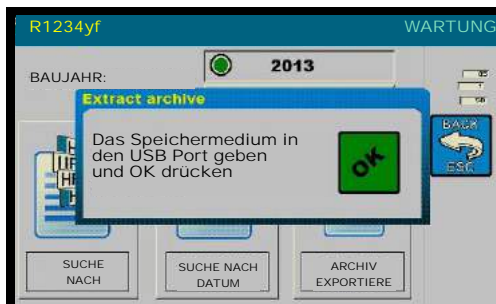 R1234yf
WARTUNG
BAUJAHR:
2013
Extract archive
Das Speichermedium in
den USB Port geben
und OK drücken
OK
BACK
ESC
SUCHE
NACH
SUCHE NACH
DATUM
ARCHIV
EXPORTIERE